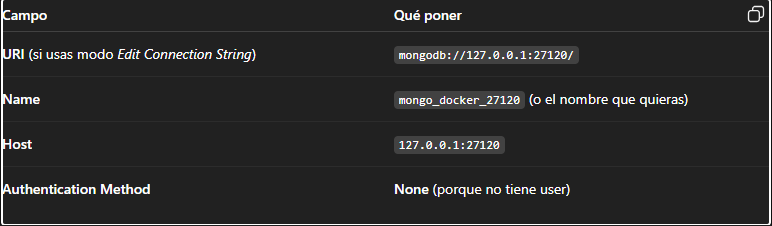 Campo Qué poner
URI (si usas modo Edit Connection String) mongodb://127.0.0.1:27120/
Name mongo_docker_27120 (o el nombre que quieras)
Host 127.0.0.1:27120
Authentication Method None (porque no tiene user)